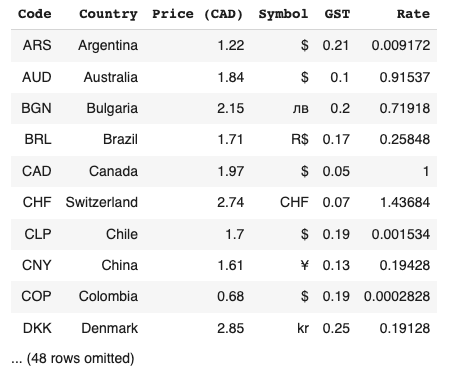 Code Country Price (CAD) Symbol GST Rate
ARS Argentina 1.22 $ 0.21 0.009172
AUD Australia 1.84 $ 0.1 0.91537
BGN Bulgaria 2.15 лв 0.2 0.71918
BRL Brazil 1.71 R$ 0.17 0.25848
CAD Canada 1.97 $ 0.05 1
CHF Switzerland 2.74 CHF 0.07 1.43684
CLP Chile 1.7 $ 0.19 0.001534
CNY China 1.61 ¥ 0.13 0.19428
COP Colombia 0.68 $ 0.19 0.0002828
DKK Denmark 2.85 kr 0.25 0.19128
... (48 rows omitted)